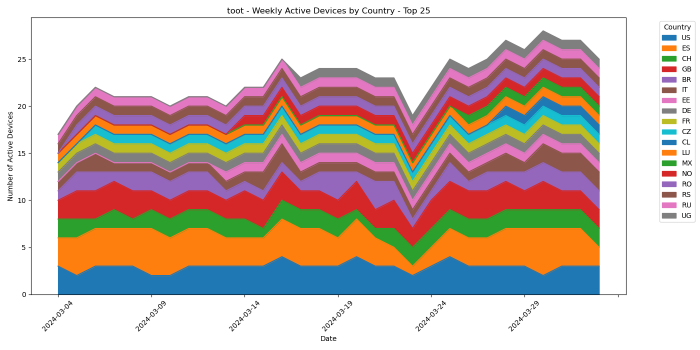 toot - Weekly Active Devices by Country - Top 25
Number of Active Devices
25
20
15
10
5
0
2024-03-04
2024-03-09
2024-03-14
2024-03-19
2024-03-24
2024-03-29
Date
Country
US
ES
CH
GB
BR
IT
EE
DE
FR
CZ
CL
LU
MX
NO
RO
RS
RU
UG